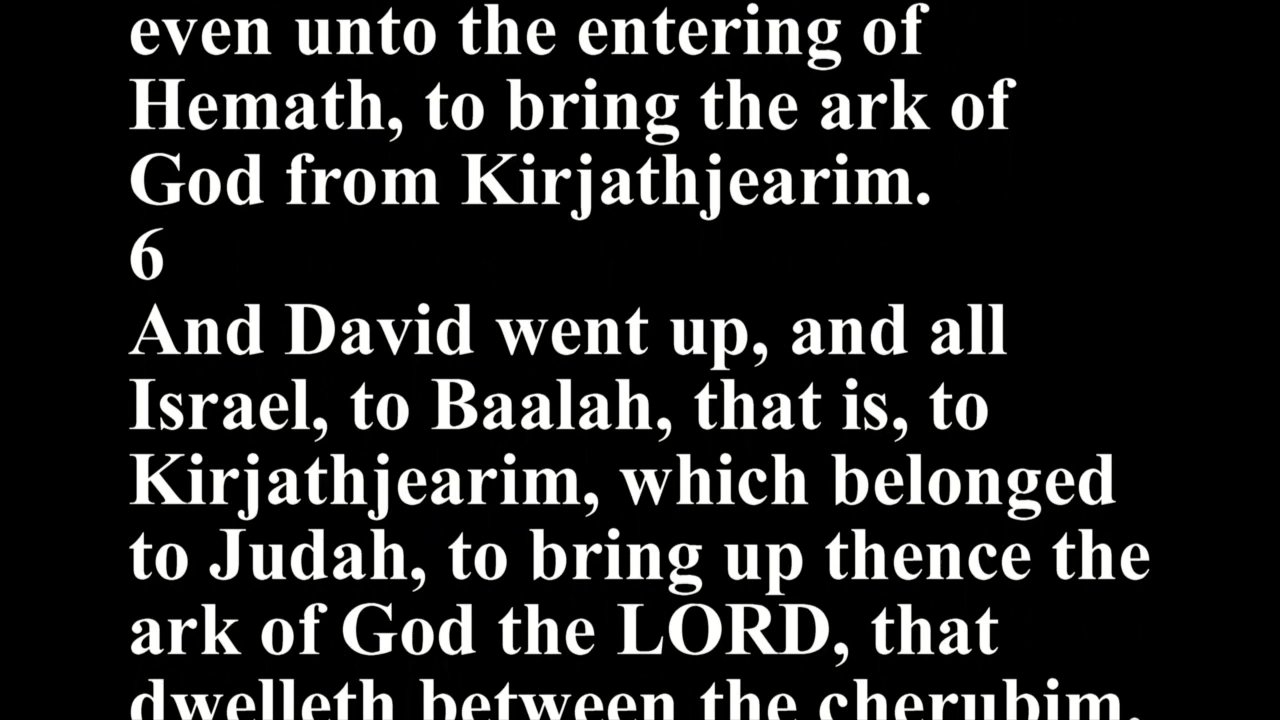 even unto the entering of
Hemath, to bring the ark of
God from Kirjathjearim.
6
And David went up, and all
Israel, to Baalah, that is, to
Kirjathjearim, which belonged
to Judah, to bring up thence the
ark of God the LORD, that
dwelleth between the cherubim,